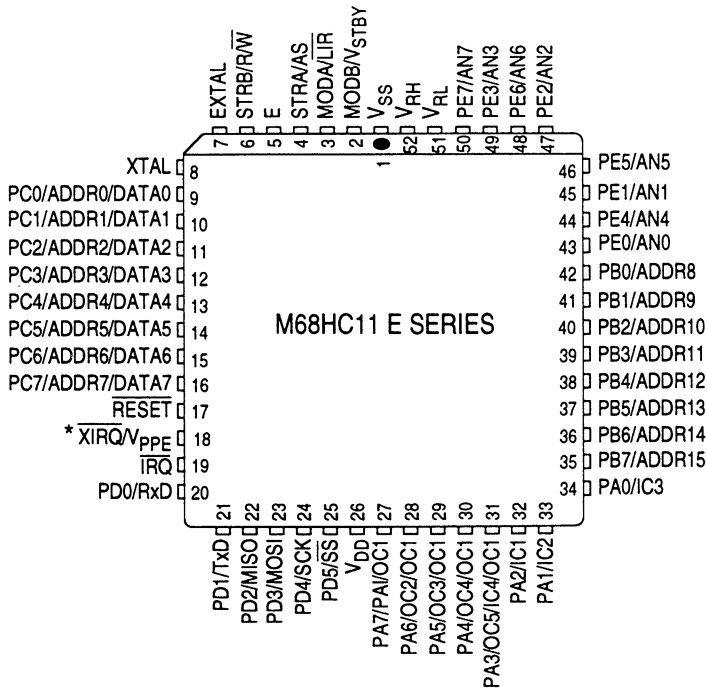 EXTAL
STRB/R/W̅
E
STRA/AS
MODA/L̅I̅R̅
MODB/VSTBY
VSS
VRH
VRL
PE7/AN7
PE3/AN3
PE6/AN6
PE2/AN2
7
6
5
4
3
2
1
52
51
50
49
48
47
XTAL 8
PC0/ADDR0/DATA0 9
PC1/ADDR1/DATA1 10
PC2/ADDR2/DATA2 11
PC3/ADDR3/DATA3 12
PC4/ADDR4/DATA4 13
PC5/ADDR5/DATA5 14
PC6/ADDR6/DATA6 15
PC7/ADDR7/DATA7 16
R̅E̅S̅E̅T̅ 17
* X̅I̅R̅Q̅/VPPE 18
I̅R̅Q̅ 19
PD0/RxD 20
M68HC11 E SERIES
46 PE5/AN5
45 PE1/AN1
44 PE4/AN4
43 PE0/AN0
42 PB0/ADDR8
41 PB1/ADDR9
40 PB2/ADDR10
39 PB3/ADDR11
38 PB4/ADDR12
37 PB5/ADDR13
36 PB6/ADDR14
35 PB7/ADDR15
34 PA0/IC3
21
22
23
24
25
26
27
28
29
30
31
32
33
PD1/TxD
PD2/MISO
PD3/MOSI
PD4/SCK
PD5/S̅S̅
VDD
PA7/PAI/OC1
PA6/OC2/OC1
PA5/OC3/OC1
PA4/OC4/OC1
PA3/OC5/IC4/OC1
PA2/IC1
PA1/IC2